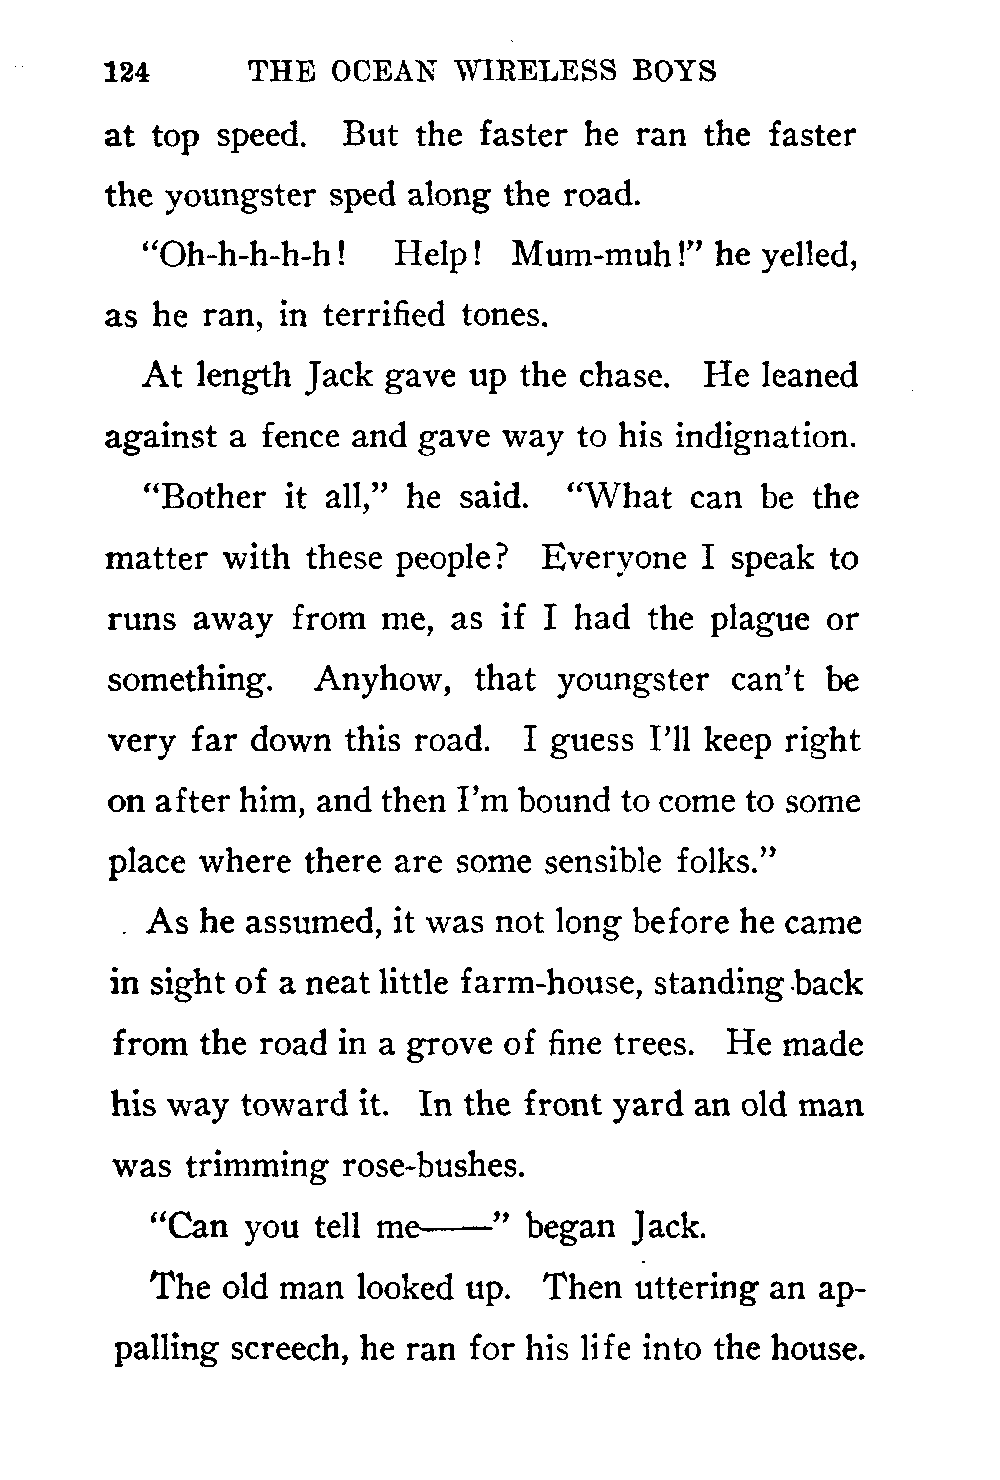 124 THE OCEAN WIRELESS BOYS
at top speed. But the faster he ran the faster
the youngster sped along the road.
“Oh-h-h-h-h! Help! Mum-muh!” he yelled,
as he ran, in terrified tones.
At length Jack gave up the chase. He leaned
against a fence and gave way to his indignation.
“Bother it all,” he said. “What can be the
matter with these people? Everyone I speak to
runs away from me, as if I had the plague or
something. Anyhow, that youngster can’t be
very far down this road. I guess I’ll keep right
on after him, and then I’m bound to come to some
place where there are some sensible folks.”
As he assumed, it was not long before he came
in sight of a neat little farm-house, standing back
from the road in a grove of fine trees. He made
his way toward it. In the front yard an old man
was trimming rose-bushes.
“Can you tell me——” began Jack.
The old man looked up. Then uttering an ap-
palling screech, he ran for his life into the house.